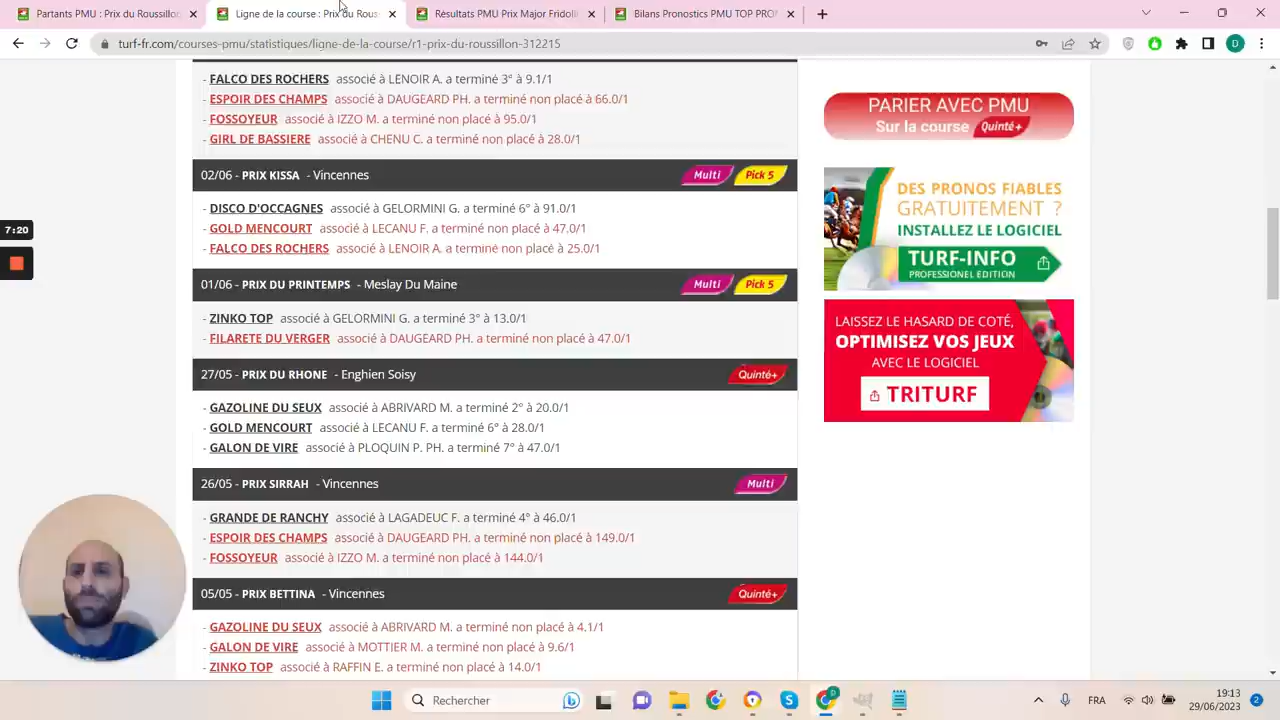 Partants PMU : Prix du Roussillon
Ligne de la course : Prix du Rous
Résultats PMU Prix Major Fridoli
Bilans Pronostics PMU TOP PRO
turf-fr.com/courses-pmu/statistiques/ligne-de-la-course/r1-prix-du-roussillon-312215
D
- FALCO DES ROCHERS associé à LENOIR A. a terminé 3° à 9.1/1
- ESPOIR DES CHAMPS associé à DAUGEARD PH. a terminé non placé à 66.0/1
- FOSSOYEUR associé à IZZO M. a terminé non placé à 95.0/1
- GIRL DE BASSIERE associé à CHENU C. a terminé non placé à 28.0/1
02/06 - PRIX KISSA - Vincennes Multi Pick 5
- DISCO D'OCCAGNES associé à GELORMINI G. a terminé 6° à 91.0/1
- GOLD MENCOURT associé à LECANU F. a terminé non placé à 47.0/1
- FALCO DES ROCHERS associé à LENOIR A. a terminé non placé à 25.0/1
01/06 - PRIX DU PRINTEMPS - Meslay Du Maine Multi Pick 5
- ZINKO TOP associé à GELORMINI G. a terminé 3° à 13.0/1
- FILARETE DU VERGER associé à DAUGEARD PH. a terminé non placé à 47.0/1
27/05 - PRIX DU RHONE - Enghien Soisy Quinté+
- GAZOLINE DU SEUX associé à ABRIVARD M. a terminé 2° à 20.0/1
- GOLD MENCOURT associé à LECANU F. a terminé 6° à 28.0/1
- GALON DE VIRE associé à PLOQUIN P. PH. a terminé 7° à 47.0/1
26/05 - PRIX SIRRAH - Vincennes Multi
- GRANDE DE RANCHY associé à LAGADEUC F. a terminé 4° à 46.0/1
- ESPOIR DES CHAMPS associé à DAUGEARD PH. a terminé non placé à 149.0/1
- FOSSOYEUR associé à IZZO M. a terminé non placé à 144.0/1
05/05 - PRIX BETTINA - Vincennes Quinté+
- GAZOLINE DU SEUX associé à ABRIVARD M. a terminé non placé à 4.1/1
- GALON DE VIRE associé à MOTTIER M. a terminé non placé à 9.6/1
- ZINKO TOP associé à RAFFIN E. a terminé non placé à 14.0/1
PARIER AVEC PMU
Sur la course Quinté+
DES PRONOS FIABLES
GRATUITEMENT ?
INSTALLEZ LE LOGICIEL
TURF-INFO
PROFESSIONEL EDITION
LAISSEZ LE HASARD DE COTÉ,
OPTIMISEZ VOS JEUX
AVEC LE LOGICIEL
TRITURF
7:20
Rechercher
FRA
19:13
29/06/2023
2